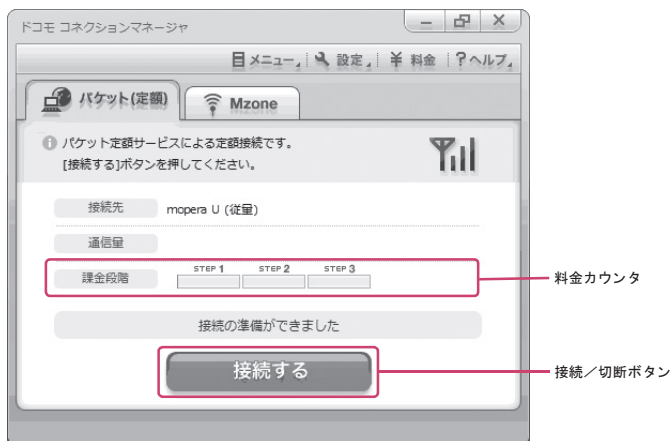 ドコモ コネクションマネージャ
メニュー 設定 ¥ 料金 ? ヘルプ
パケット(定額) Mzone
パケット定額サービスによる定額接続です。
[接続する]ボタンを押してください。
接続先 mopera U (従量)
通信量
課金段階 STEP 1 STEP 2 STEP 3
料金カウンタ
接続の準備ができました
接続する
接続／切断ボタン